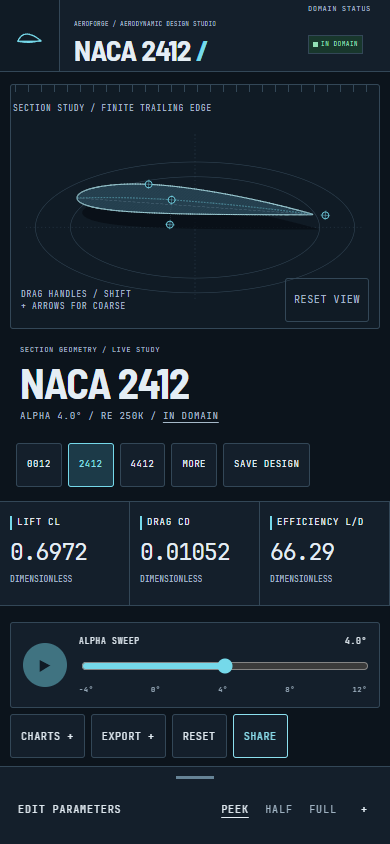 DOMAIN STATUS
AEROFORGE / AERODYNAMIC DESIGN STUDIO
NACA 2412 /
IN DOMAIN
SECTION STUDY / FINITE TRAILING EDGE
DRAG HANDLES / SHIFT
+ ARROWS FOR COARSE
RESET VIEW
SECTION GEOMETRY / LIVE STUDY
NACA 2412
ALPHA 4.0° / RE 250K / IN DOMAIN
0012 2412 4412 MORE SAVE DESIGN
LIFT CL DRAG CD EFFICIENCY L/D
0.6972 0.01052 66.29
DIMENSIONLESS DIMENSIONLESS DIMENSIONLESS
ALPHA SWEEP 4.0°
-4° 0° 4° 8° 12°
CHARTS + EXPORT + RESET SHARE
EDIT PARAMETERS PEEK HALF FULL +